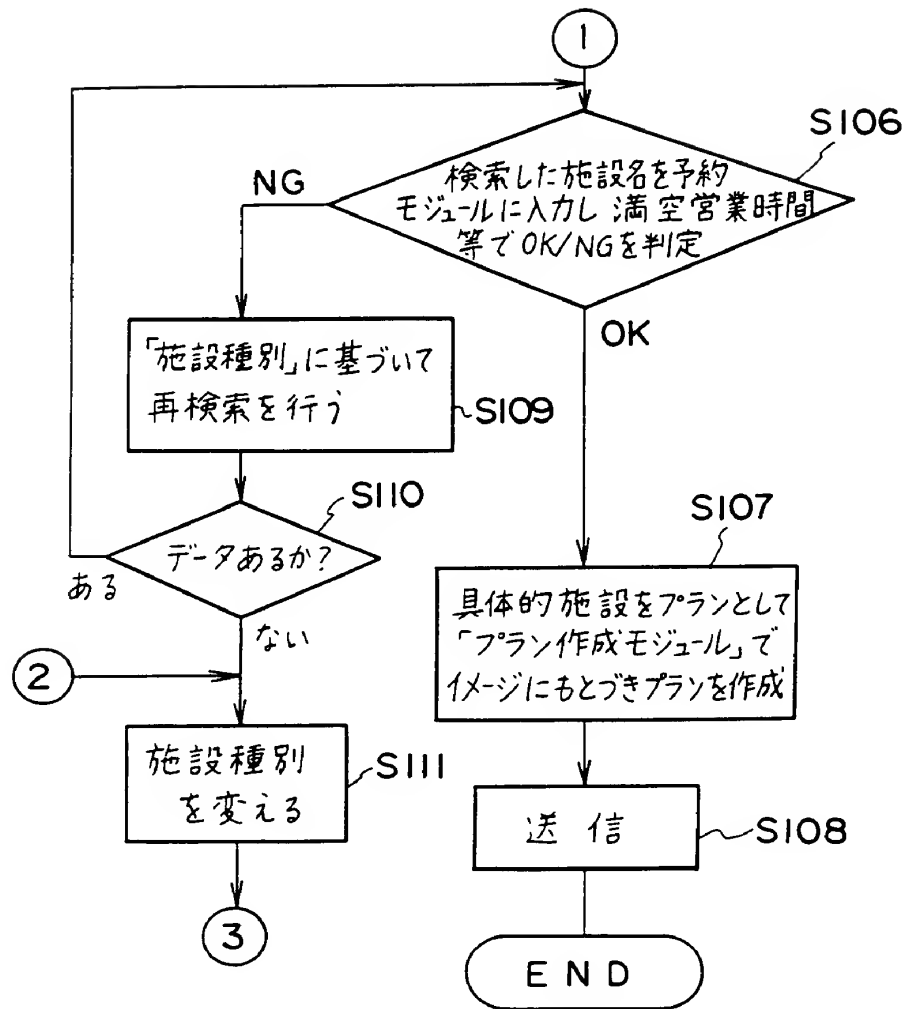 1
S106
検索した施設名を予約
モジュールに入力し 満空営業時間
等でOK/NGを判定
NG
OK
「施設種別」に基づいて
再検索を行う
S109
S110
データあるか?
ある
ない
2
S107
具体的施設をプランとして
「プラン作成モジュール」で
イメージにもとづきプランを作成
施設種別
を変える
S111
送信
S108
3
END